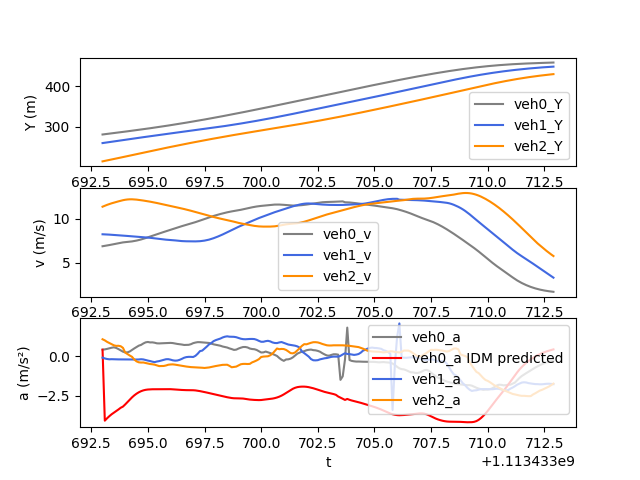 400
300
Y (m)
veh0_Y
veh1_Y
veh2_Y
692.5 695.0 697.5 700.0 702.5 705.0 707.5 710.0 712.5
10
5
v (m/s)
veh0_v
veh1_v
veh2_v
692.5 695.0 697.5 700.0 702.5 705.0 707.5 710.0 712.5
0.0
−2.5
a (m/s²)
veh0_a
veh0_a IDM predicted
veh1_a
veh2_a
692.5 695.0 697.5 700.0 702.5 705.0 707.5 710.0 712.5
t
+1.113433e9